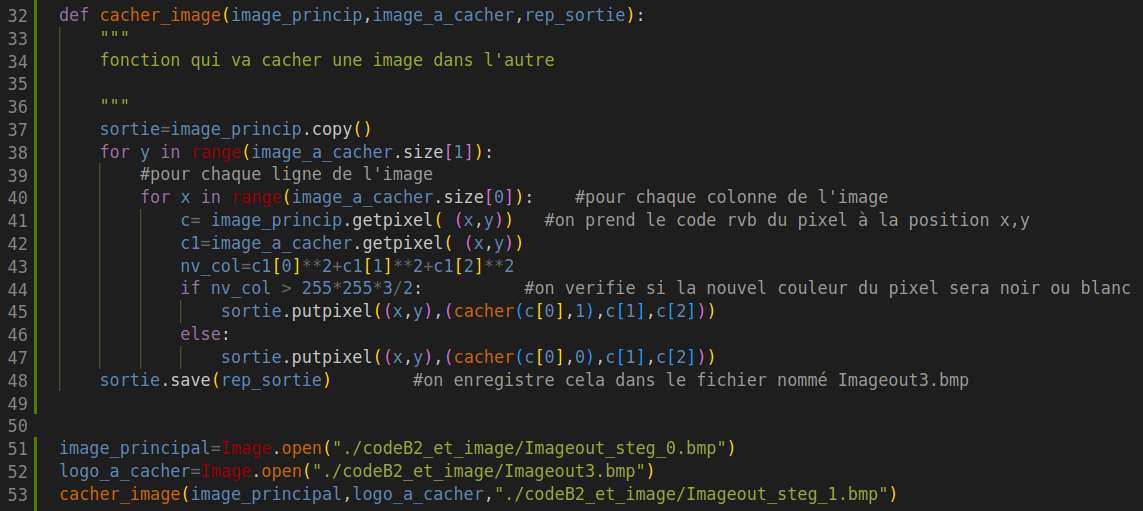 32 def cacher_image(image_princip,image_a_cacher,rep_sortie):
33     """
34     fonction qui va cacher une image dans l'autre
35
36     """
37     sortie=image_princip.copy()
38     for y in range(image_a_cacher.size[1]):
39         #pour chaque ligne de l'image
40         for x in range(image_a_cacher.size[0]):    #pour chaque colonne de l'image
41             c= image_princip.getpixel( (x,y))   #on prend le code rvb du pixel à la position x,y
42             c1=image_a_cacher.getpixel( (x,y))
43             nv_col=c1[0]**2+c1[1]**2+c1[2]**2
44             if nv_col > 255*255*3/2:          #on verifie si la nouvel couleur du pixel sera noir ou blanc
45                 sortie.putpixel((x,y),(cacher(c[0],1),c[1],c[2]))
46             else:
47                 sortie.putpixel((x,y),(cacher(c[0],0),c[1],c[2]))
48     sortie.save(rep_sortie)        #on enregistre cela dans le fichier nommé Imageout3.bmp
49
50
51 image_principal=Image.open("./codeB2_et_image/Imageout_steg_0.bmp")
52 logo_a_cacher=Image.open("./codeB2_et_image/Imageout3.bmp")
53 cacher_image(image_principal,logo_a_cacher,"./codeB2_et_image/Imageout_steg_1.bmp")